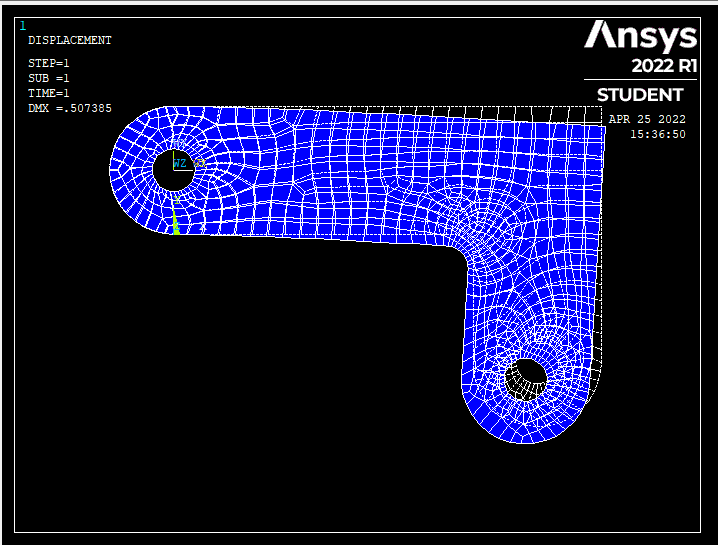 1
DISPLACEMENT
STEP=1
SUB =1
TIME=1
DMX =.507385
Ansys
2022 R1
STUDENT
APR 25 2022
15:36:50
WZ